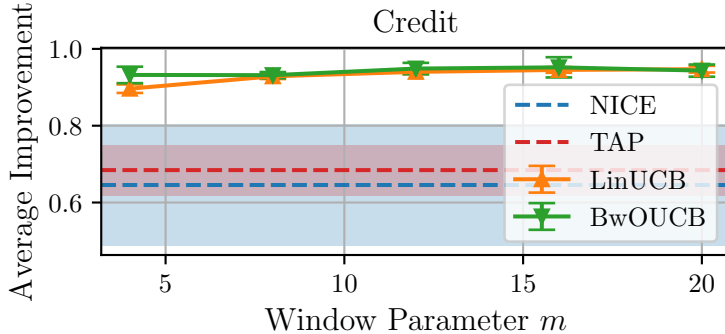 Credit
Average Improvement
1.0
0.8
0.6
NICE
TAP
LinUCB
BwOUCB
5
10
15
20
Window Parameter m